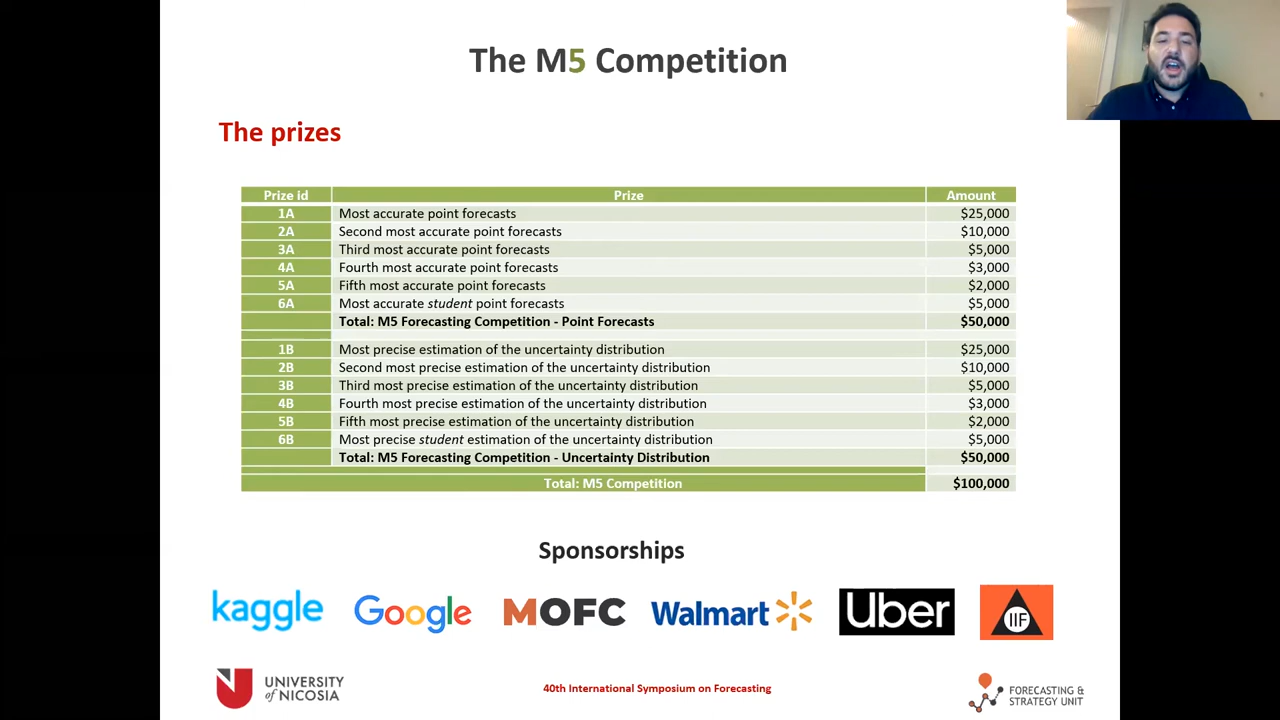 The M5 Competition
The prizes
Prize id Prize Amount
1A Most accurate point forecasts $25,000
2A Second most accurate point forecasts $10,000
3A Third most accurate point forecasts $5,000
4A Fourth most accurate point forecasts $3,000
5A Fifth most accurate point forecasts $2,000
6A Most accurate student point forecasts $5,000
Total: M5 Forecasting Competition - Point Forecasts $50,000
1B Most precise estimation of the uncertainty distribution $25,000
2B Second most precise estimation of the uncertainty distribution $10,000
3B Third most precise estimation of the uncertainty distribution $5,000
4B Fourth most precise estimation of the uncertainty distribution $3,000
5B Fifth most precise estimation of the uncertainty distribution $2,000
6B Most precise student estimation of the uncertainty distribution $5,000
Total: M5 Forecasting Competition - Uncertainty Distribution $50,000
Total: M5 Competition $100,000
Sponsorships
kaggle Google MOFC Walmart Uber IIF
UNIVERSITY
of NICOSIA
40th International Symposium on Forecasting
FORECASTING &
STRATEGY UNIT